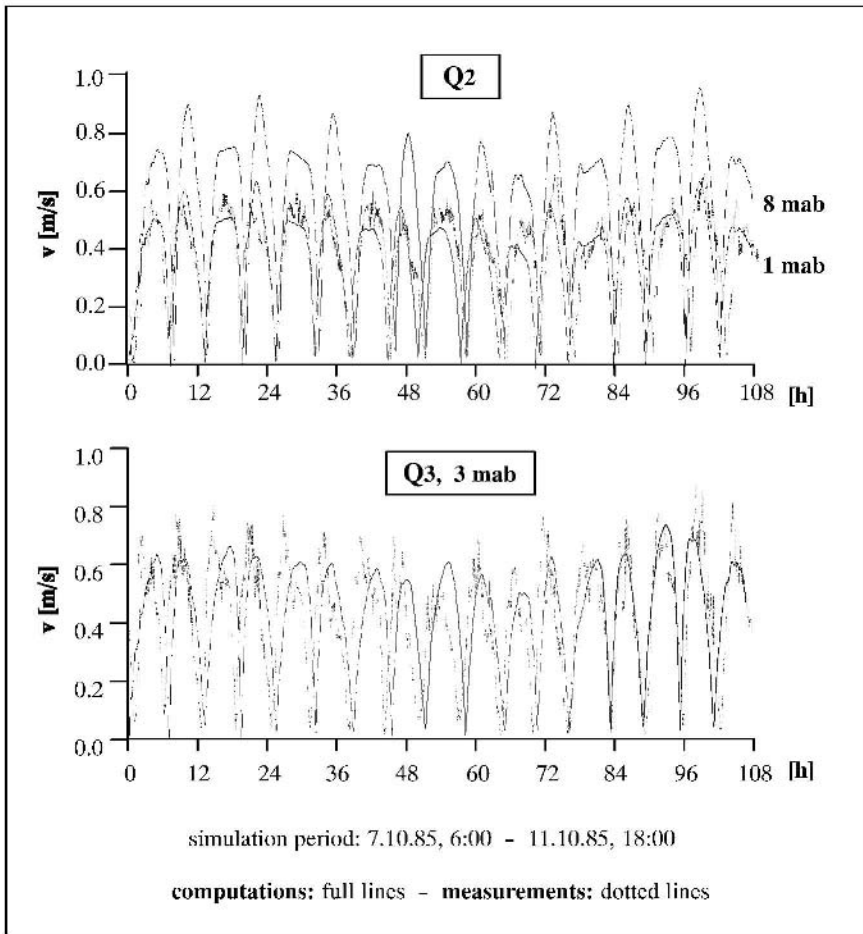 Q2
1.0
0.8
0.6
0.4
0.2
0.0
v [m/s]
8 mab
1 mab
0 12 24 36 48 60 72 84 96 108 [h]
Q3, 3 mab
1.0
0.8
0.6
0.4
0.2
0.0
v [m/s]
0 12 24 36 48 60 72 84 96 108 [h]
simulation period: 7.10.85, 6:00 – 11.10.85, 18:00
computations: full lines – measurements: dotted lines